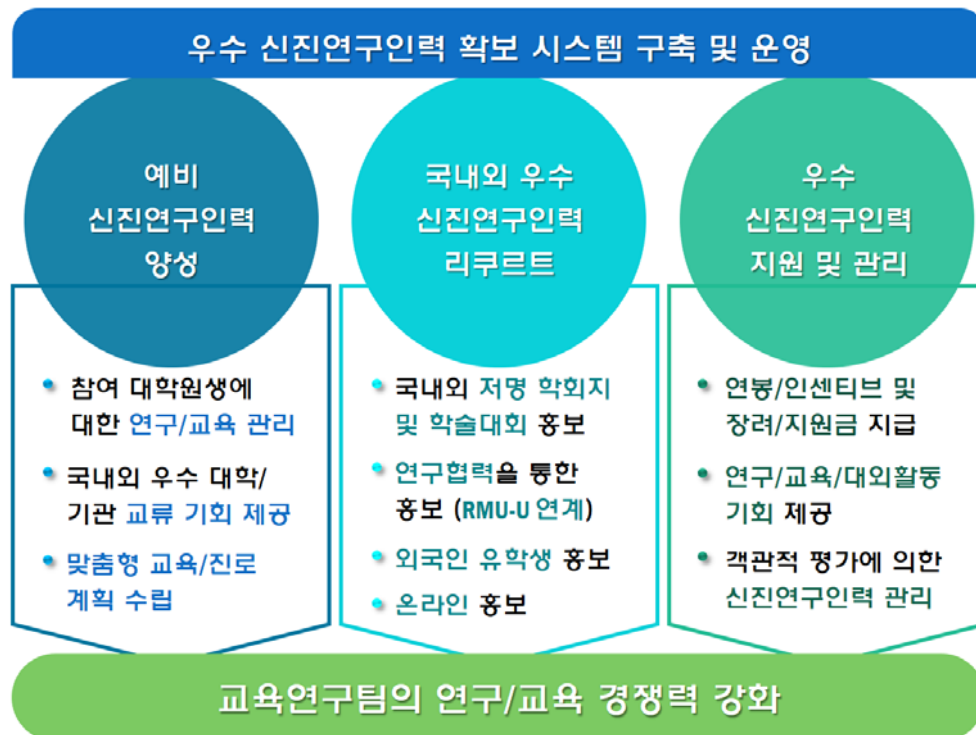 우수 신진연구인력 확보 시스템 구축 및 운영
예비
신진연구인력
양성
참여 대학원생에
대한 연구/교육 관리
국내외 우수 대학/
기관 교류 기회 제공
맞춤형 교육/진로
계획 수립
국내외 우수
신진연구인력
리쿠르트
국내외 저명 학회지
및 학술대회 홍보
연구협력을 통한
홍보 (RMU-U 연계)
외국인 유학생 홍보
온라인 홍보
우수
신진연구인력
지원 및 관리
연봉/인센티브 및
장려/지원금 지급
연구/교육/대외활동
기회 제공
객관적 평가에 의한
신진연구인력 관리
교육연구팀의 연구/교육 경쟁력 강화